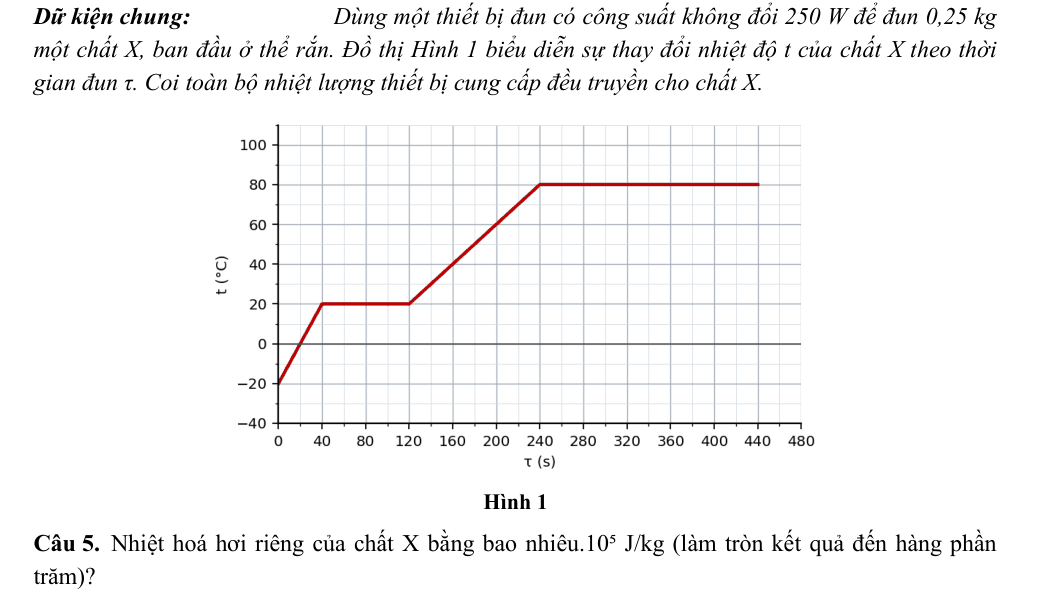 Dữ kiện chung: Dùng một thiết bị đun có công suất không đổi 250 W để đun 0,25 kg
một chất X, ban đầu ở thể rắn. Đồ thị Hình 1 biểu diễn sự thay đổi nhiệt độ t của chất X theo thời
gian đun τ. Coi toàn bộ nhiệt lượng thiết bị cung cấp đều truyền cho chất X.
100
80
60
40
20
0
−20
−40
t (°C)
0 40 80 120 160 200 240 280 320 360 400 440 480
τ (s)
Hình 1
Câu 5. Nhiệt hoá hơi riêng của chất X bằng bao nhiêu.10⁵ J/kg (làm tròn kết quả đến hàng phần
trăm)?